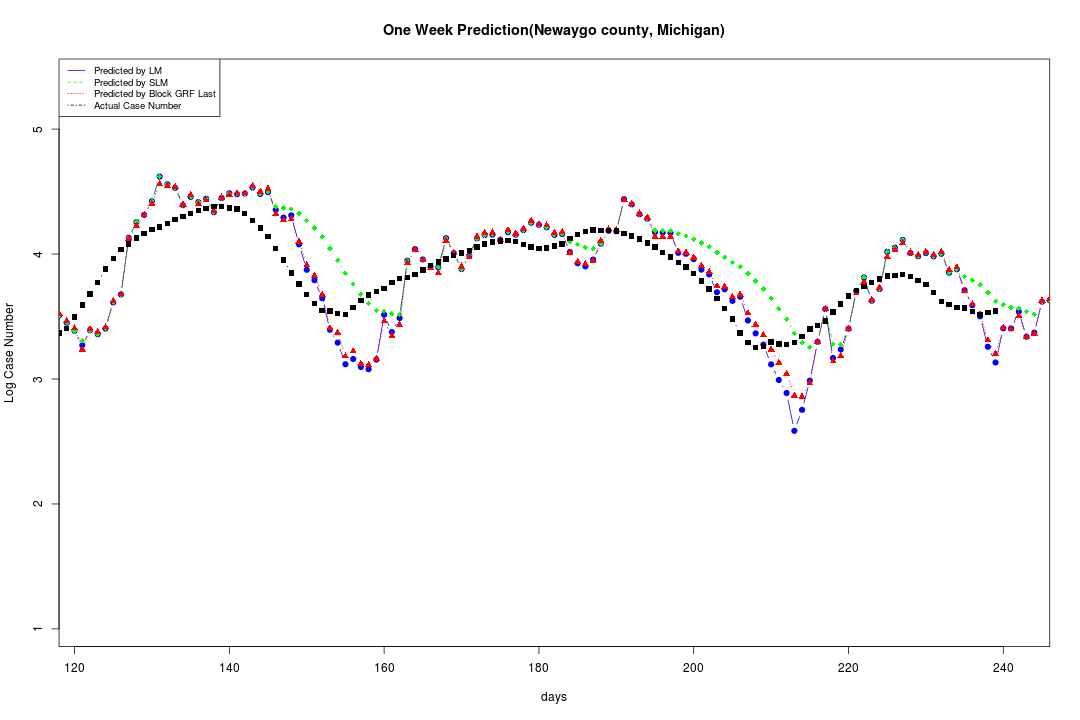 One Week Prediction(Newaygo county, Michigan)
Predicted by LM
Predicted by SLM
Predicted by Block GRF Last
Actual Case Number
5
4
3
2
1
Log Case Number
120 140 160 180 200 220 240
days